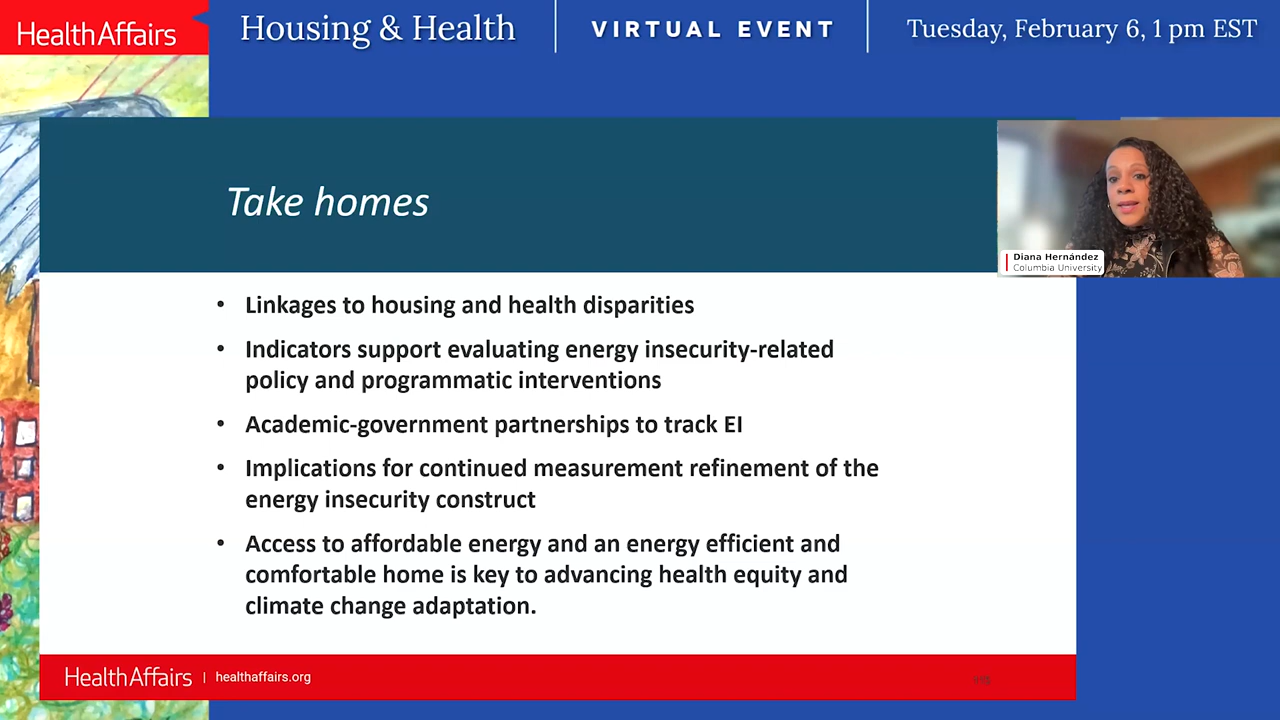 HealthAffairs
Housing & Health
VIRTUAL EVENT
Tuesday, February 6, 1 pm EST
Take homes
Diana Hernández
Columbia University
• Linkages to housing and health disparities
• Indicators support evaluating energy insecurity-related
policy and programmatic interventions
• Academic-government partnerships to track EI
• Implications for continued measurement refinement of the
energy insecurity construct
• Access to affordable energy and an energy efficient and
comfortable home is key to advancing health equity and
climate change adaptation.
HealthAffairs | healthaffairs.org